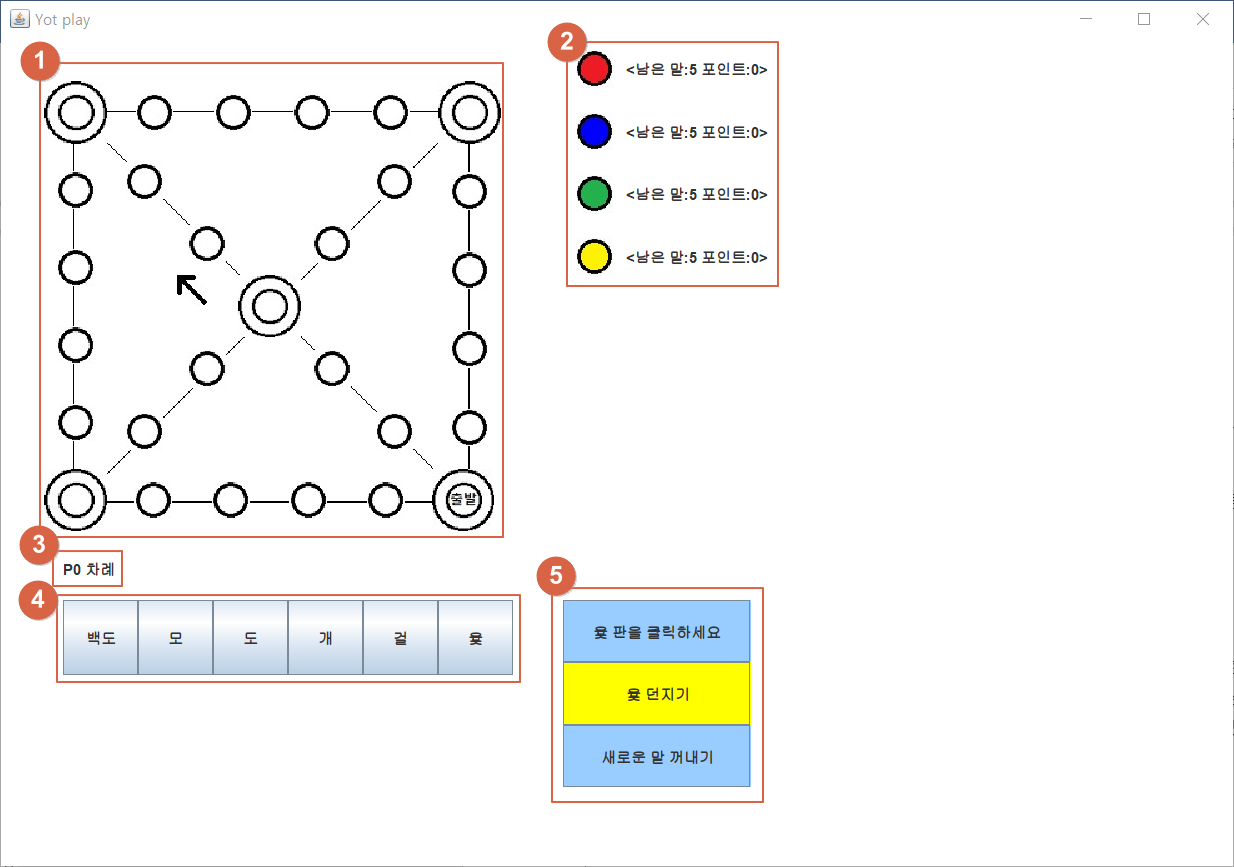 Yot play
1
2
<남은 말:5 포인트:0>
<남은 말:5 포인트:0>
<남은 말:5 포인트:0>
<남은 말:5 포인트:0>
출발
3
P0 차례
4
백도 모 도 개 걸 윷
5
윷 판을 클릭하세요
윷 던지기
새로운 말 꺼내기